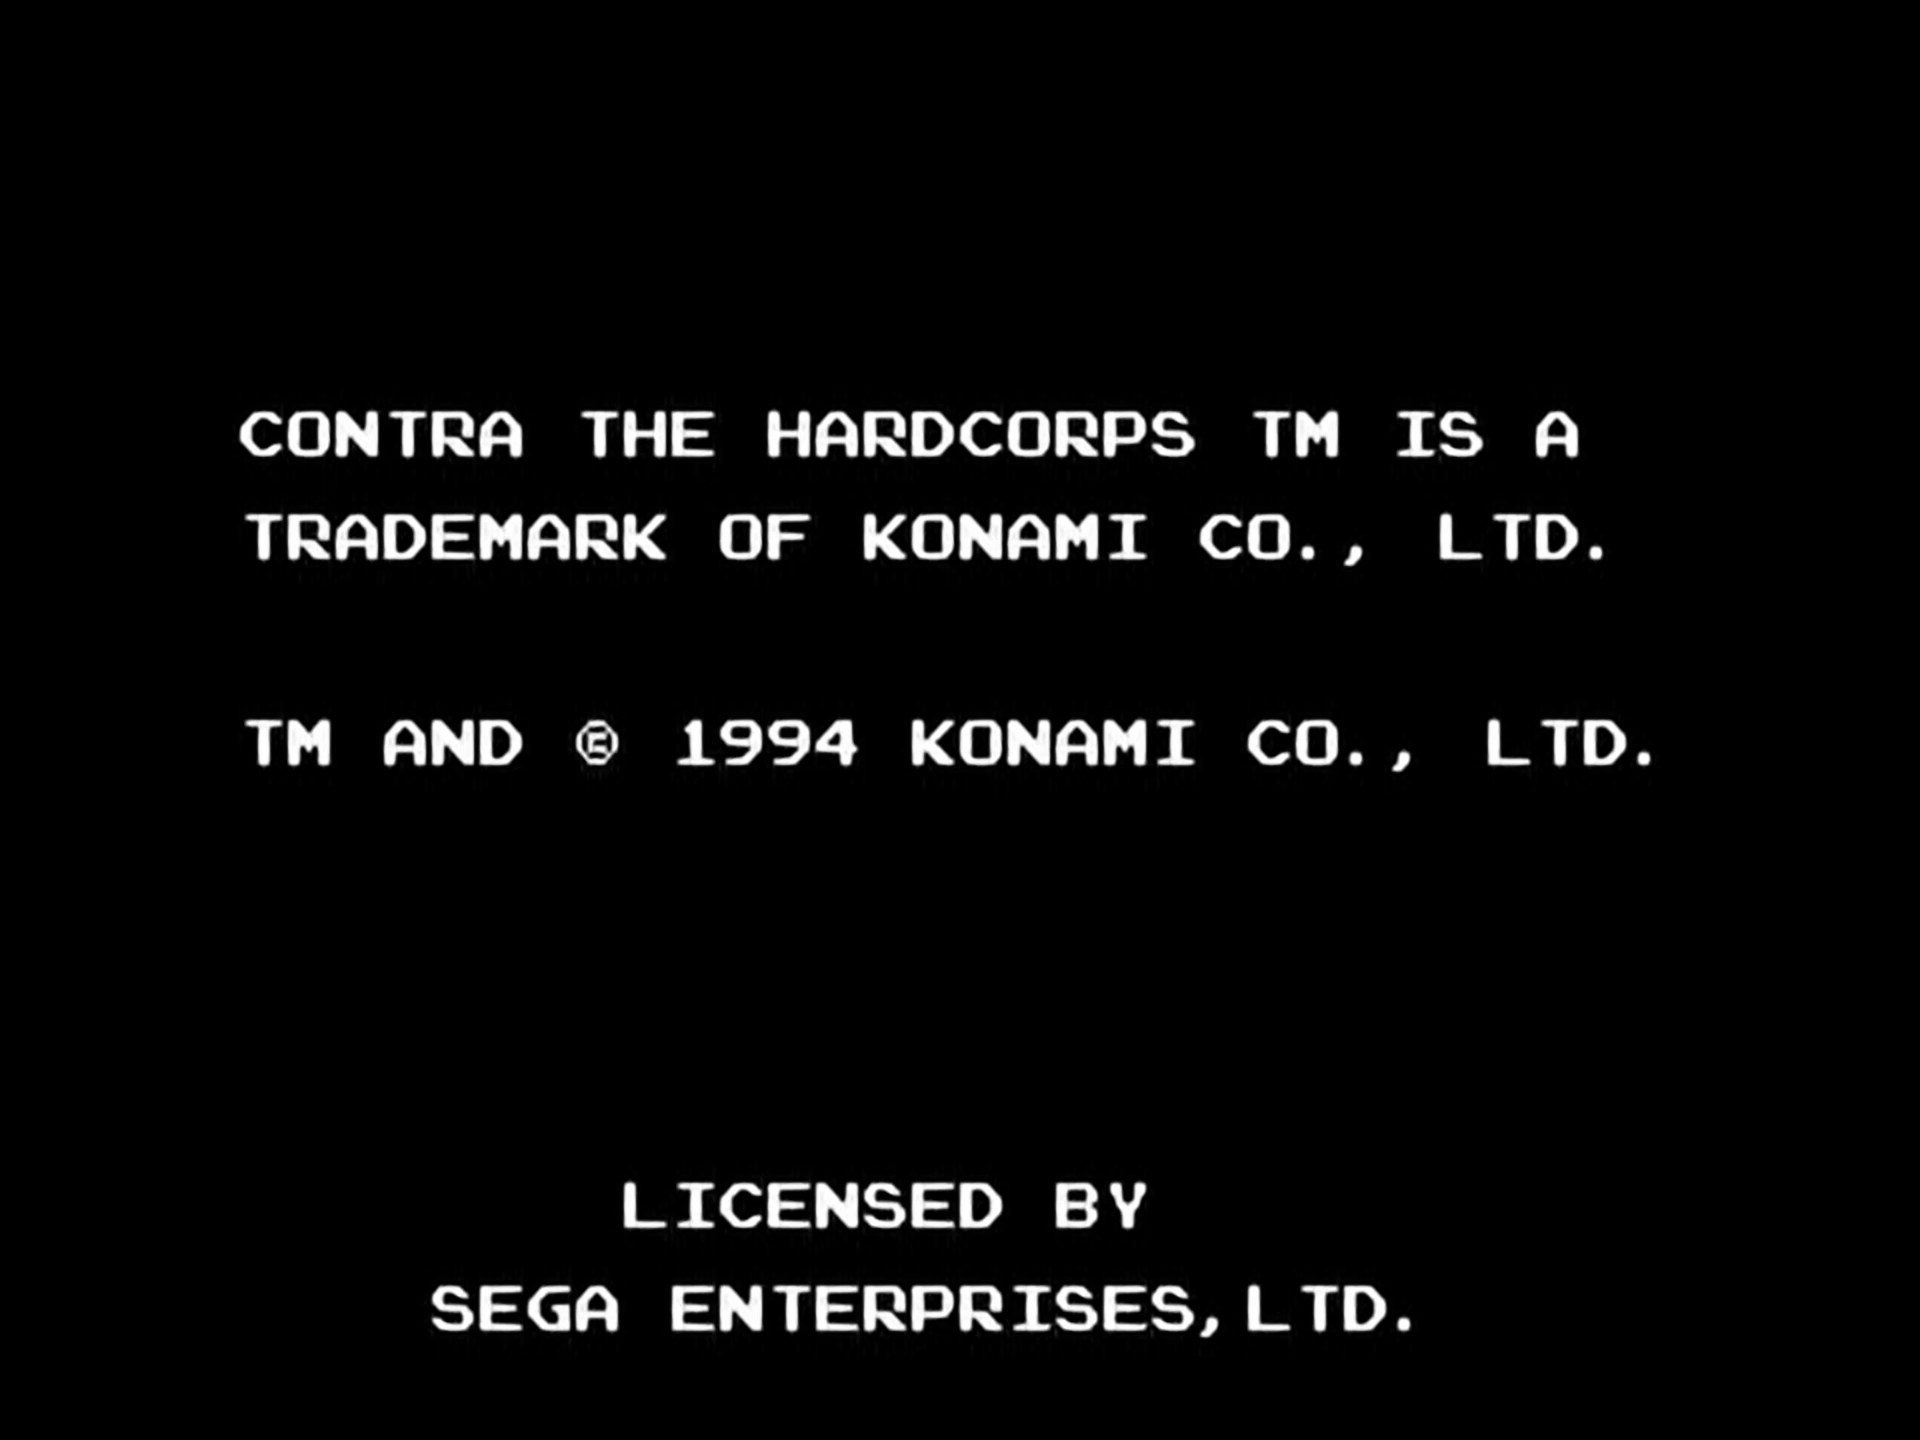 CONTRA THE HARDCORPS TM IS A
TRADEMARK OF KONAMI CO., LTD.
TM AND © 1994 KONAMI CO., LTD.
LICENSED BY
SEGA ENTERPRISES,LTD.